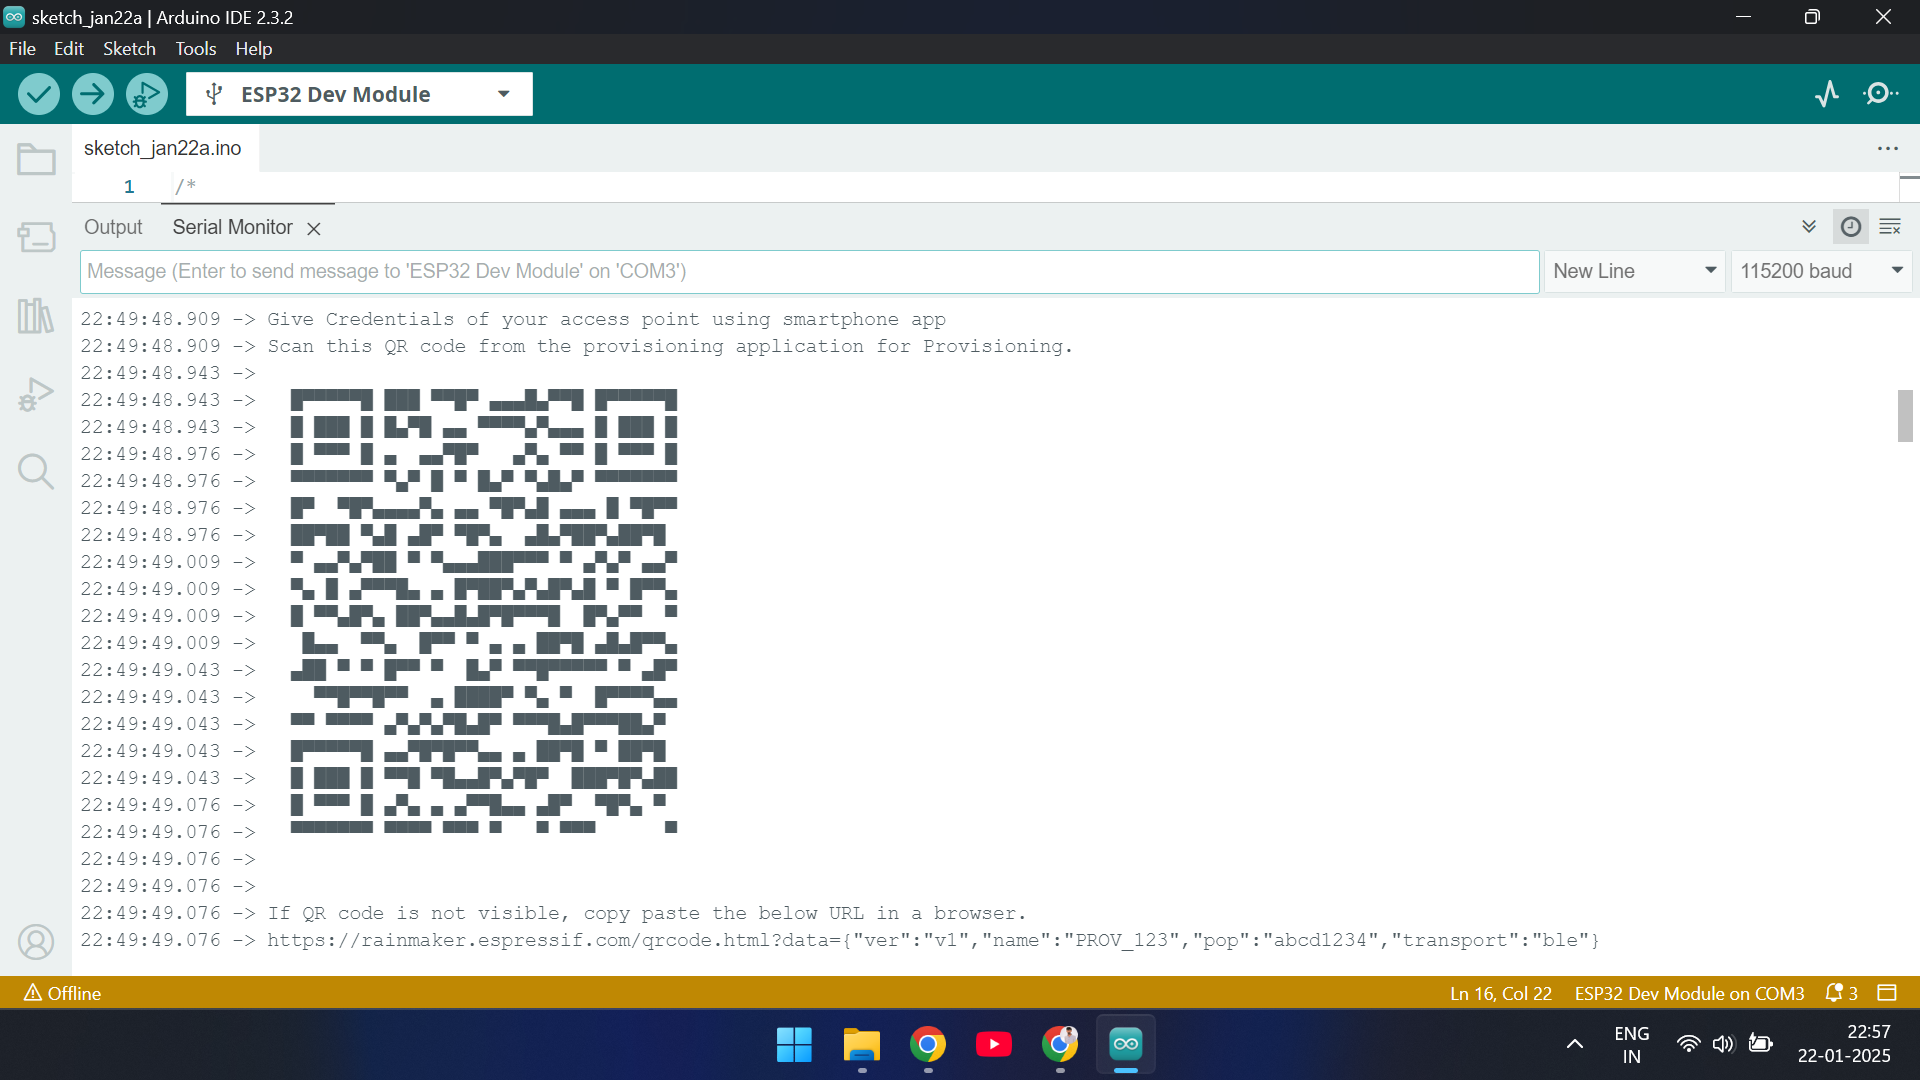 sketch_jan22a | Arduino IDE 2.3.2
File Edit Sketch Tools Help
ESP32 Dev Module
sketch_jan22a.ino
1 /*
Output Serial Monitor
Message (Enter to send message to 'ESP32 Dev Module' on 'COM3') New Line 115200 baud
22:49:48.909 -> Give Credentials of your access point using smartphone app
22:49:48.909 -> Scan this QR code from the provisioning application for Provisioning.
22:49:48.943 ->
22:49:48.943 ->
22:49:48.943 ->
22:49:48.976 ->
22:49:48.976 ->
22:49:48.976 ->
22:49:48.976 ->
22:49:49.009 ->
22:49:49.009 ->
22:49:49.009 ->
22:49:49.009 ->
22:49:49.043 ->
22:49:49.043 ->
22:49:49.043 ->
22:49:49.043 ->
22:49:49.043 ->
22:49:49.076 ->
22:49:49.076 ->
22:49:49.076 ->
22:49:49.076 ->
22:49:49.076 -> If QR code is not visible, copy paste the below URL in a browser.
22:49:49.076 -> https://rainmaker.espressif.com/qrcode.html?data={"ver":"v1","name":"PROV_123","pop":"abcd1234","transport":"ble"}
Offline Ln 16, Col 22 ESP32 Dev Module on COM3 3
ENG 22:57
IN 22-01-2025